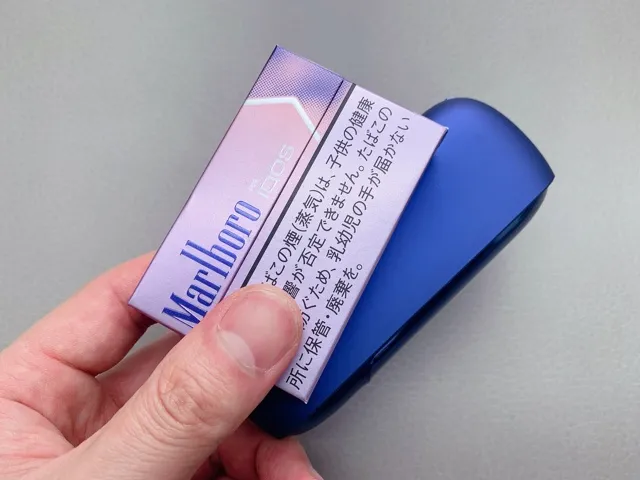 Marlboro
IQOS
ばこの煙(蒸気)は、子供の健康
響が否定できません。たばこの
ぐため、乳幼児の手が届かない
所に保管・廃棄を。